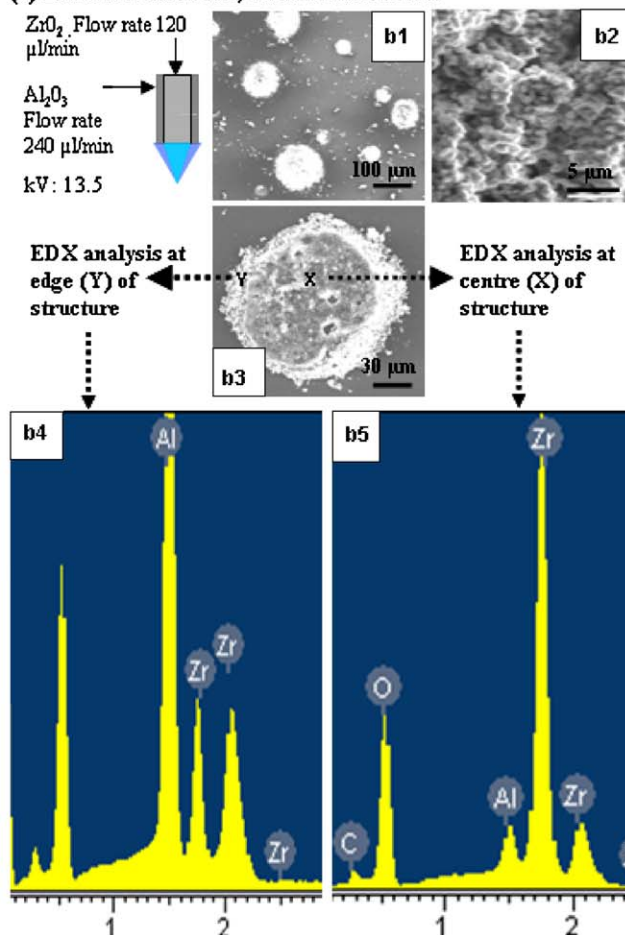 ZrO₂. Flow rate 120
µl/min
Al₂O₃
Flow rate
240 µl/min
kV: 13.5
b1
100 µm
b2
5 µm
EDX analysis at
edge (Y) of
structure
Y
X
EDX analysis at
centre (X) of
structure
b3
30 µm
b4
Al
Zr
Zr
Zr
1
2
b5
Zr
O
Al
Zr
C
1
2